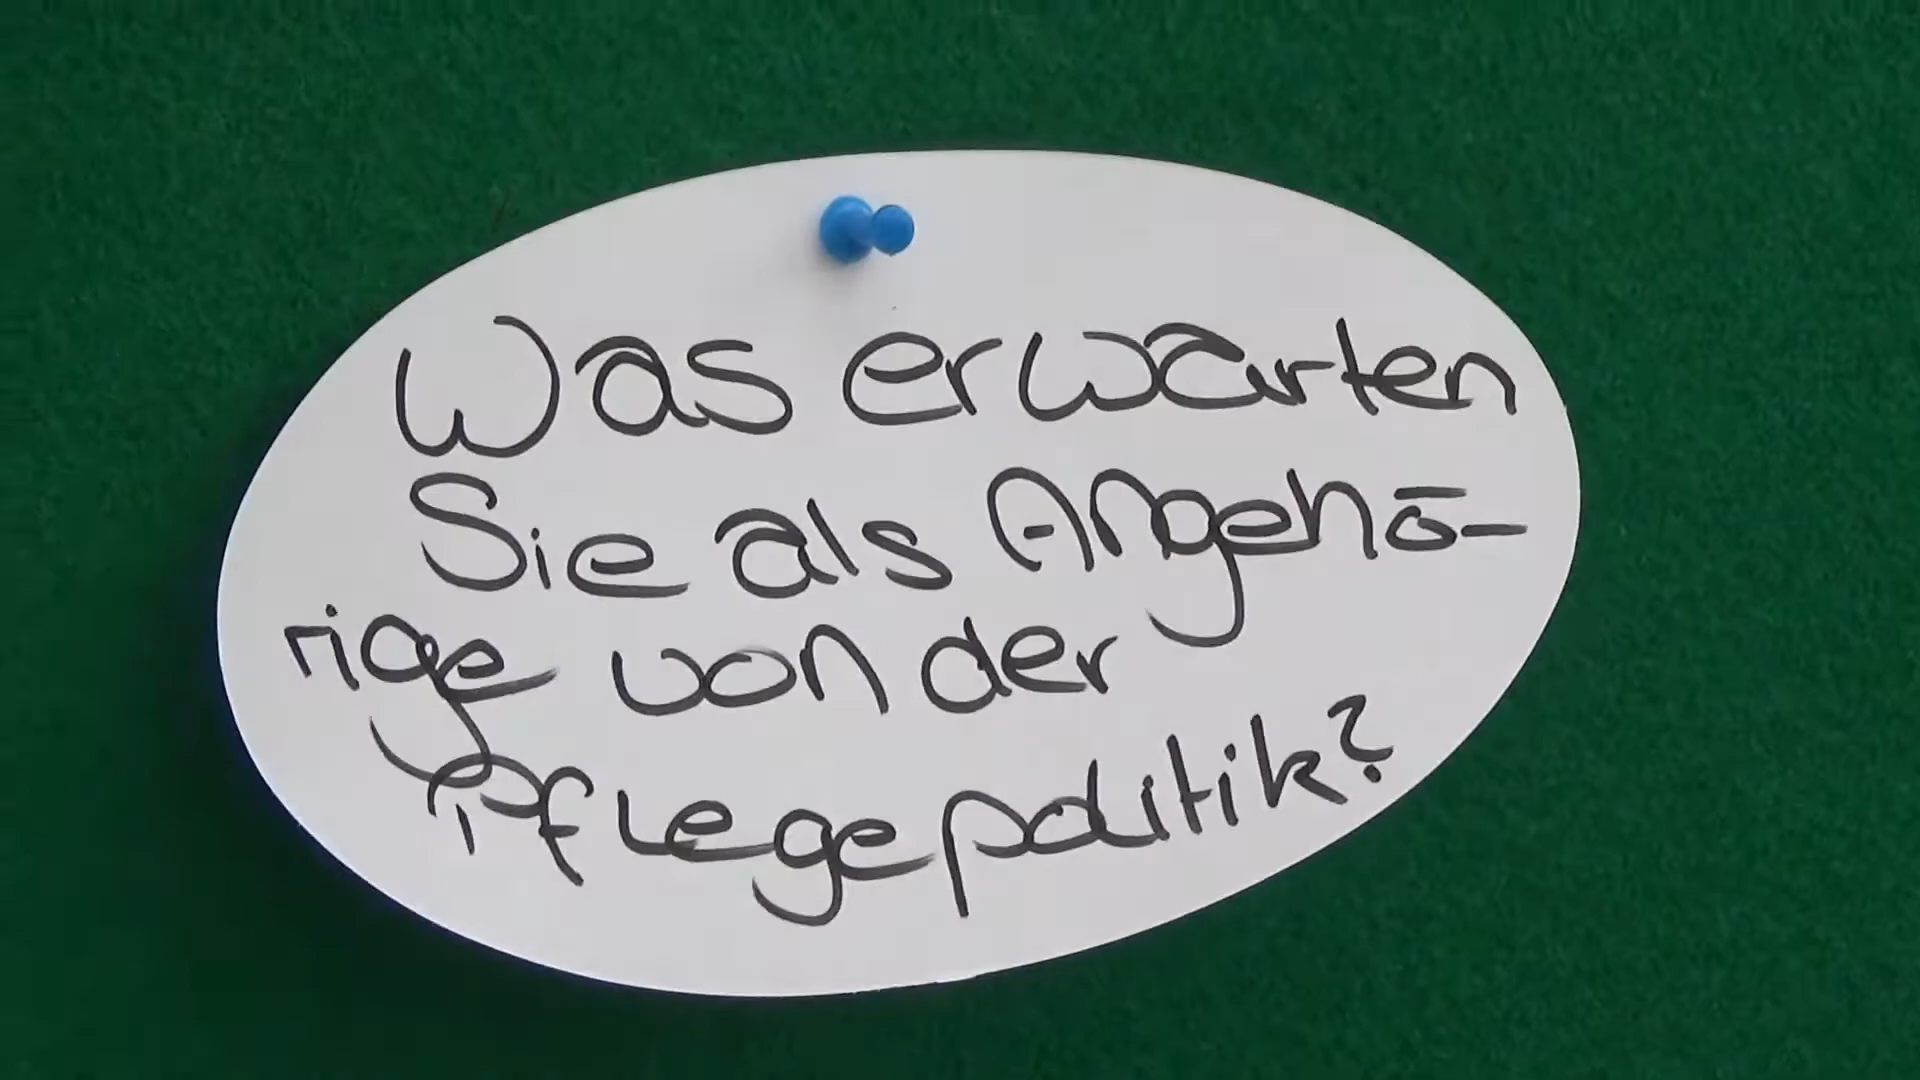 Was erwarten
Sie als Angehö-
rige von der
Pflegepolitik?